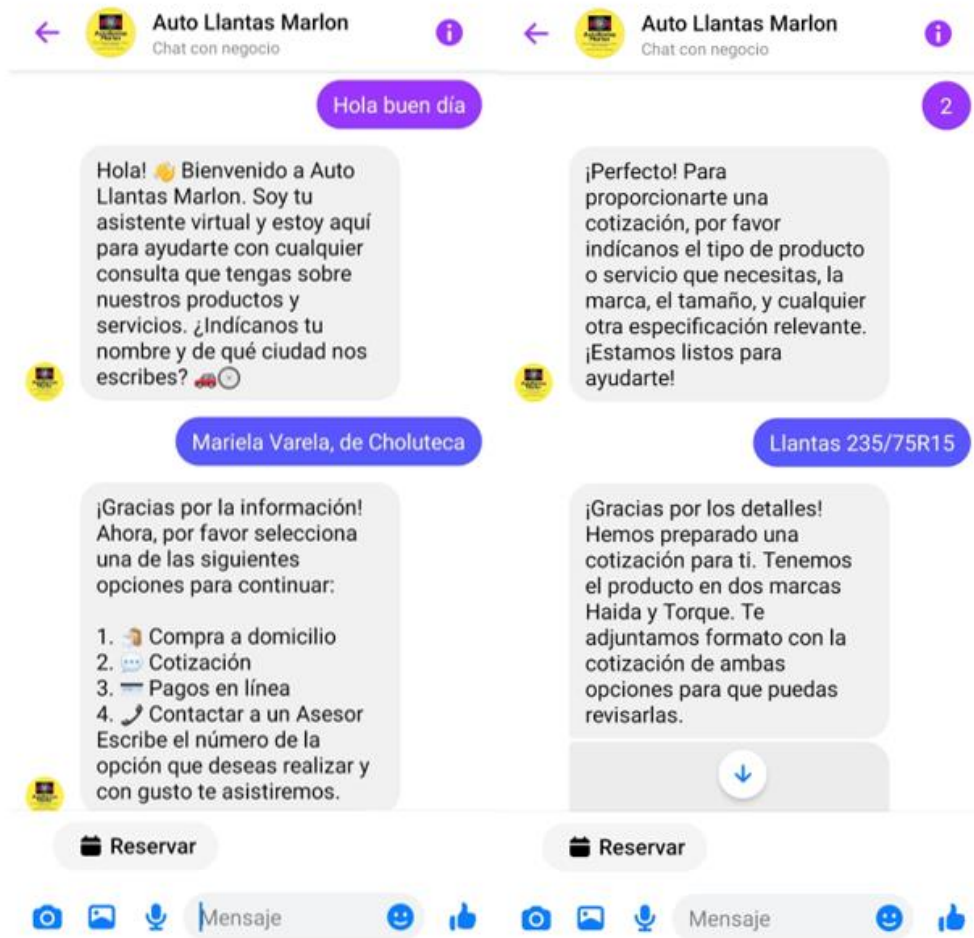 Auto Llantas Marlon
Chat con negocio
Hola buen día
Hola! 👋 Bienvenido a Auto
Llantas Marlon. Soy tu
asistente virtual y estoy aquí
para ayudarte con cualquier
consulta que tengas sobre
nuestros productos y
servicios. ¿Indícanos tu
nombre y de qué ciudad nos
escribes? 🚗🛞
Mariela Varela, de Choluteca
¡Gracias por la información!
Ahora, por favor selecciona
una de las siguientes
opciones para continuar:
1. Compra a domicilio
2. 💬 Cotización
3. 💳 Pagos en línea
4. 📞 Contactar a un Asesor
Escribe el número de la
opción que deseas realizar y
con gusto te asistiremos.
Reservar
Mensaje
Auto Llantas Marlon
Chat con negocio
2
¡Perfecto! Para
proporcionarte una
cotización, por favor
indícanos el tipo de producto
o servicio que necesitas, la
marca, el tamaño, y cualquier
otra especificación relevante.
¡Estamos listos para
ayudarte!
Llantas 235/75R15
¡Gracias por los detalles!
Hemos preparado una
cotización para ti. Tenemos
el producto en dos marcas
Haida y Torque. Te
adjuntamos formato con la
cotización de ambas
opciones para que puedas
revisarlas.
Reservar
Mensaje